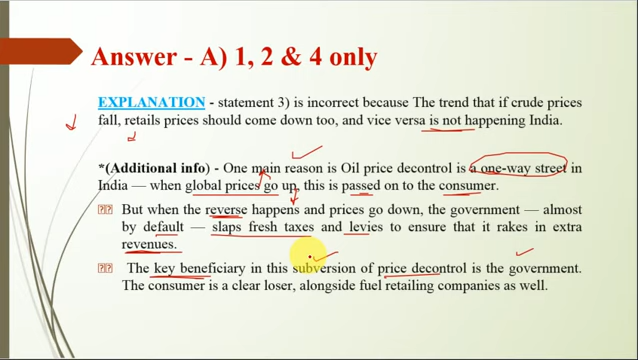 Answer - A) 1, 2 & 4 only
EXPLANATION - statement 3) is incorrect because The trend that if crude prices
fall, retails prices should come down too, and vice versa is not happening India.
*(Additional info) - One main reason is Oil price decontrol is a one-way street in
India — when global prices go up, this is passed on to the consumer.
But when the reverse happens and prices go down, the government — almost
by default — slaps fresh taxes and levies to ensure that it rakes in extra
revenues.
The key beneficiary in this subversion of price decontrol is the government.
The consumer is a clear loser, alongside fuel retailing companies as well.